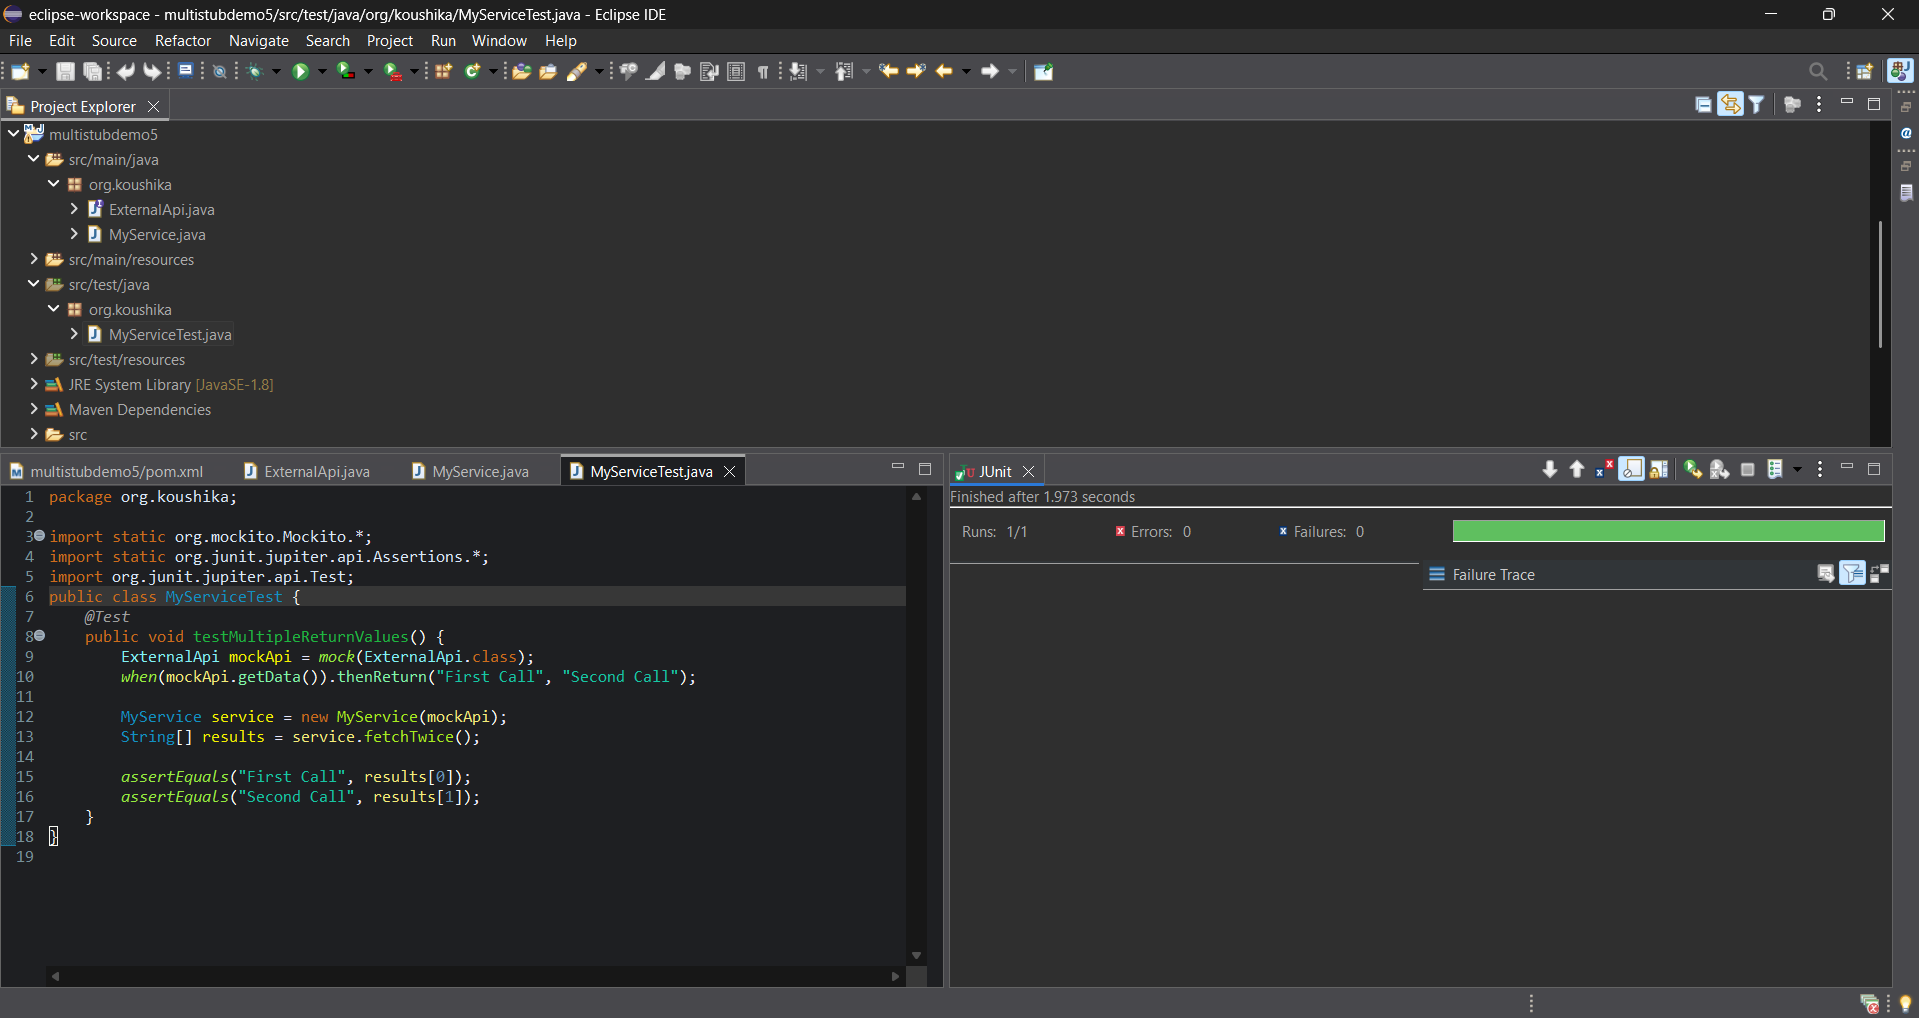 eclipse-workspace - multistubdemo5/src/test/java/org/koushika/MyServiceTest.java - Eclipse IDE
File Edit Source Refactor Navigate Search Project Run Window Help
Project Explorer
multistubdemo5
src/main/java
org.koushika
ExternalApi.java
MyService.java
src/main/resources
src/test/java
org.koushika
MyServiceTest.java
src/test/resources
JRE System Library [JavaSE-1.8]
Maven Dependencies
src
multistubdemo5/pom.xml ExternalApi.java MyService.java MyServiceTest.java
1 package org.koushika;
2
3 import static org.mockito.Mockito.*;
4 import static org.junit.jupiter.api.Assertions.*;
5 import org.junit.jupiter.api.Test;
6 public class MyServiceTest {
7 @Test
8 public void testMultipleReturnValues() {
9 ExternalApi mockApi = mock(ExternalApi.class);
10 when(mockApi.getData()).thenReturn("First Call", "Second Call");
11
12 MyService service = new MyService(mockApi);
13 String[] results = service.fetchTwice();
14
15 assertEquals("First Call", results[0]);
16 assertEquals("Second Call", results[1]);
17 }
18 }
19
JUnit
Finished after 1.973 seconds
Runs: 1/1 Errors: 0 Failures: 0
Failure Trace